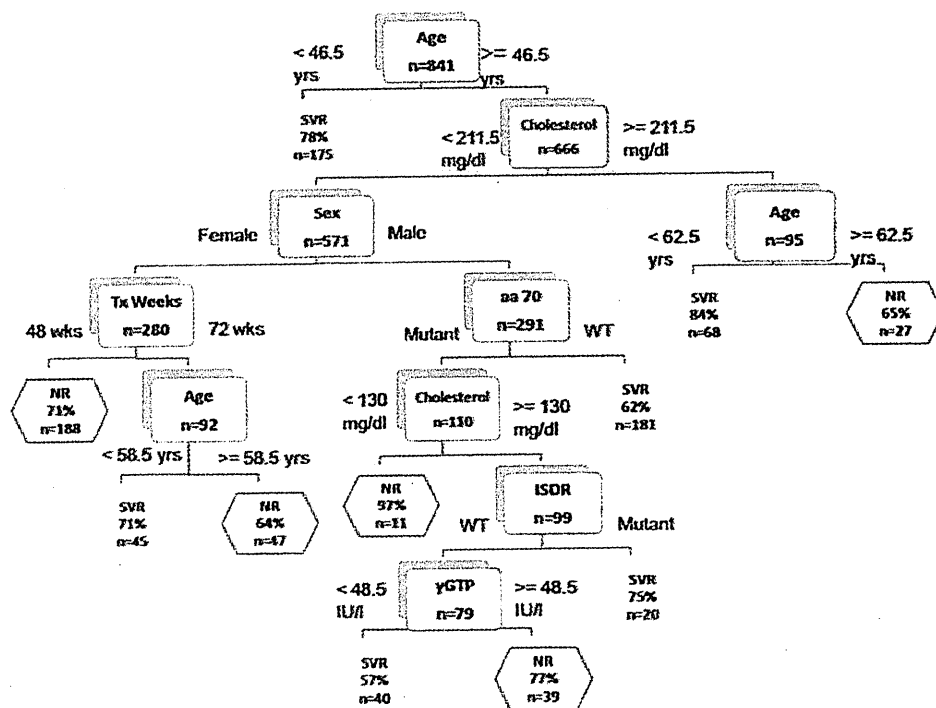 Age
n=841
< 46.5
yrs
>= 46.5
yrs
SVR
78%
n=175
Cholesterol
n=666
< 211.5
mg/dl
>= 211.5
mg/dl
Sex
n=571
Female
Male
Age
n=95
< 62.5
yrs
>= 62.5
yrs
SVR
84%
n=68
NR
65%
n=27
Tx Weeks
n=280
48 wks
72 wks
aa 70
n=291
Mutant
WT
NR
71%
n=188
Age
n=92
< 58.5 yrs
>= 58.5 yrs
SVR
71%
n=45
NR
64%
n=47
Cholesterol
n=110
< 130
mg/dl
>= 130
mg/dl
SVR
62%
n=181
NR
97%
n=11
ISDR
n=99
WT
Mutant
γGTP
n=79
< 48.5
IU/l
>= 48.5
IU/l
SVR
75%
n=20
SVR
57%
n=40
NR
77%
n=39